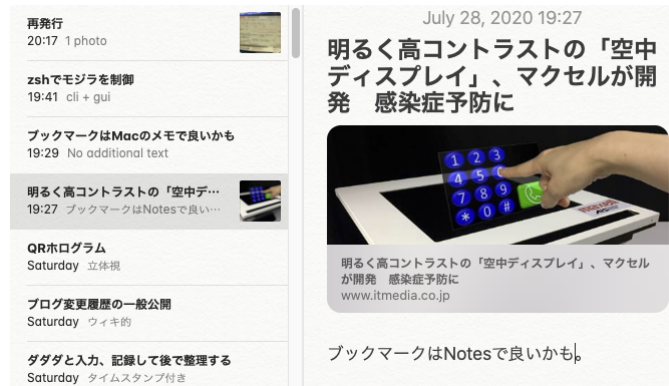 再発行
20:17 1 photo
zshでモジラを制御
19:41 cli + gui
ブックマークはMacのメモで良いかも
19:29 No additional text
明るく高コントラストの「空中デ…
19:27 ブックマークはNotesで良い…
QRホログラム
Saturday 立体視
ブログ変更履歴の一般公開
Saturday ウィキ的
ダダダと入力、記録して後で整理する
Saturday タイムスタンプ付き
July 28, 2020 19:27
明るく高コントラストの「空中
ディスプレイ」、マクセルが開
発 感染症予防に
1 2 3
4 5
7 8 9
* 0 #
明るく高コントラストの「空中ディスプレイ」、マクセル
が開発 感染症予防に
www.itmedia.co.jp
ブックマークはNotesで良いかも。